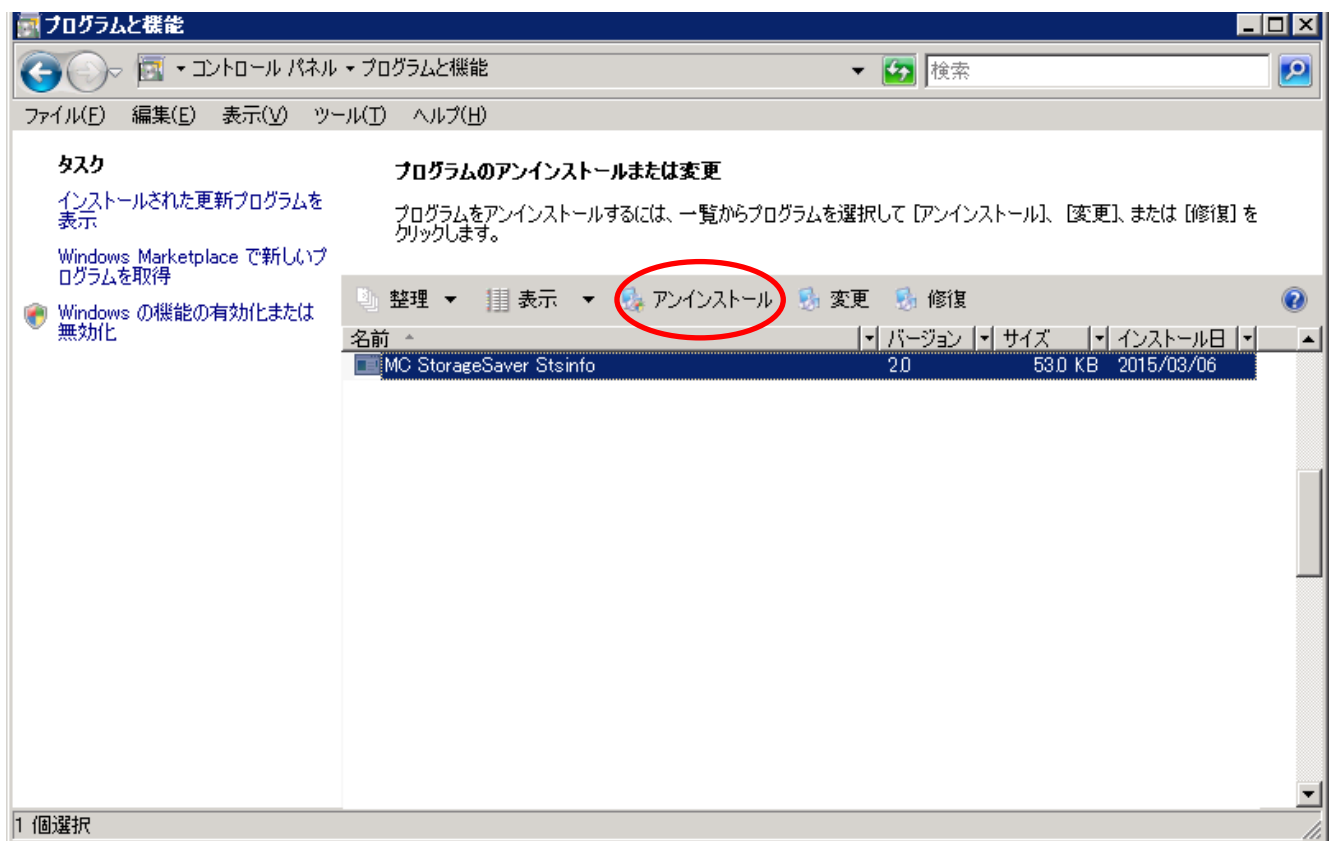 プログラムと機能
コントロール パネル
プログラムと機能
検索
ファイル(F) 編集(E) 表示(V) ツール(T) ヘルプ(H)
タスク
インストールされた更新プログラムを
表示
Windows Marketplace で新しいプ
ログラムを取得
Windows の機能の有効化または
無効化
プログラムのアンインストールまたは変更
プログラムをアンインストールするには、一覧からプログラムを選択して [アンインストール]、[変更]、または [修復] を
クリックします。
整理 表示 アンインストール 変更 修復
名前 バージョン サイズ インストール日
MC StorageSaver Stsinfo 2.0 53.0 KB 2015/03/06
1 個選択